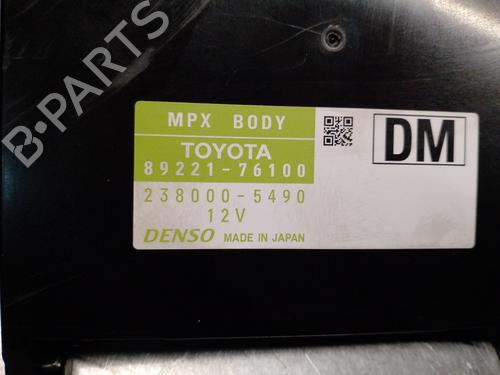 B-PARTS
MPX BODY
TOYOTA
89221-76100
238000-5490
12V
DENSO MADE IN JAPAN
DM